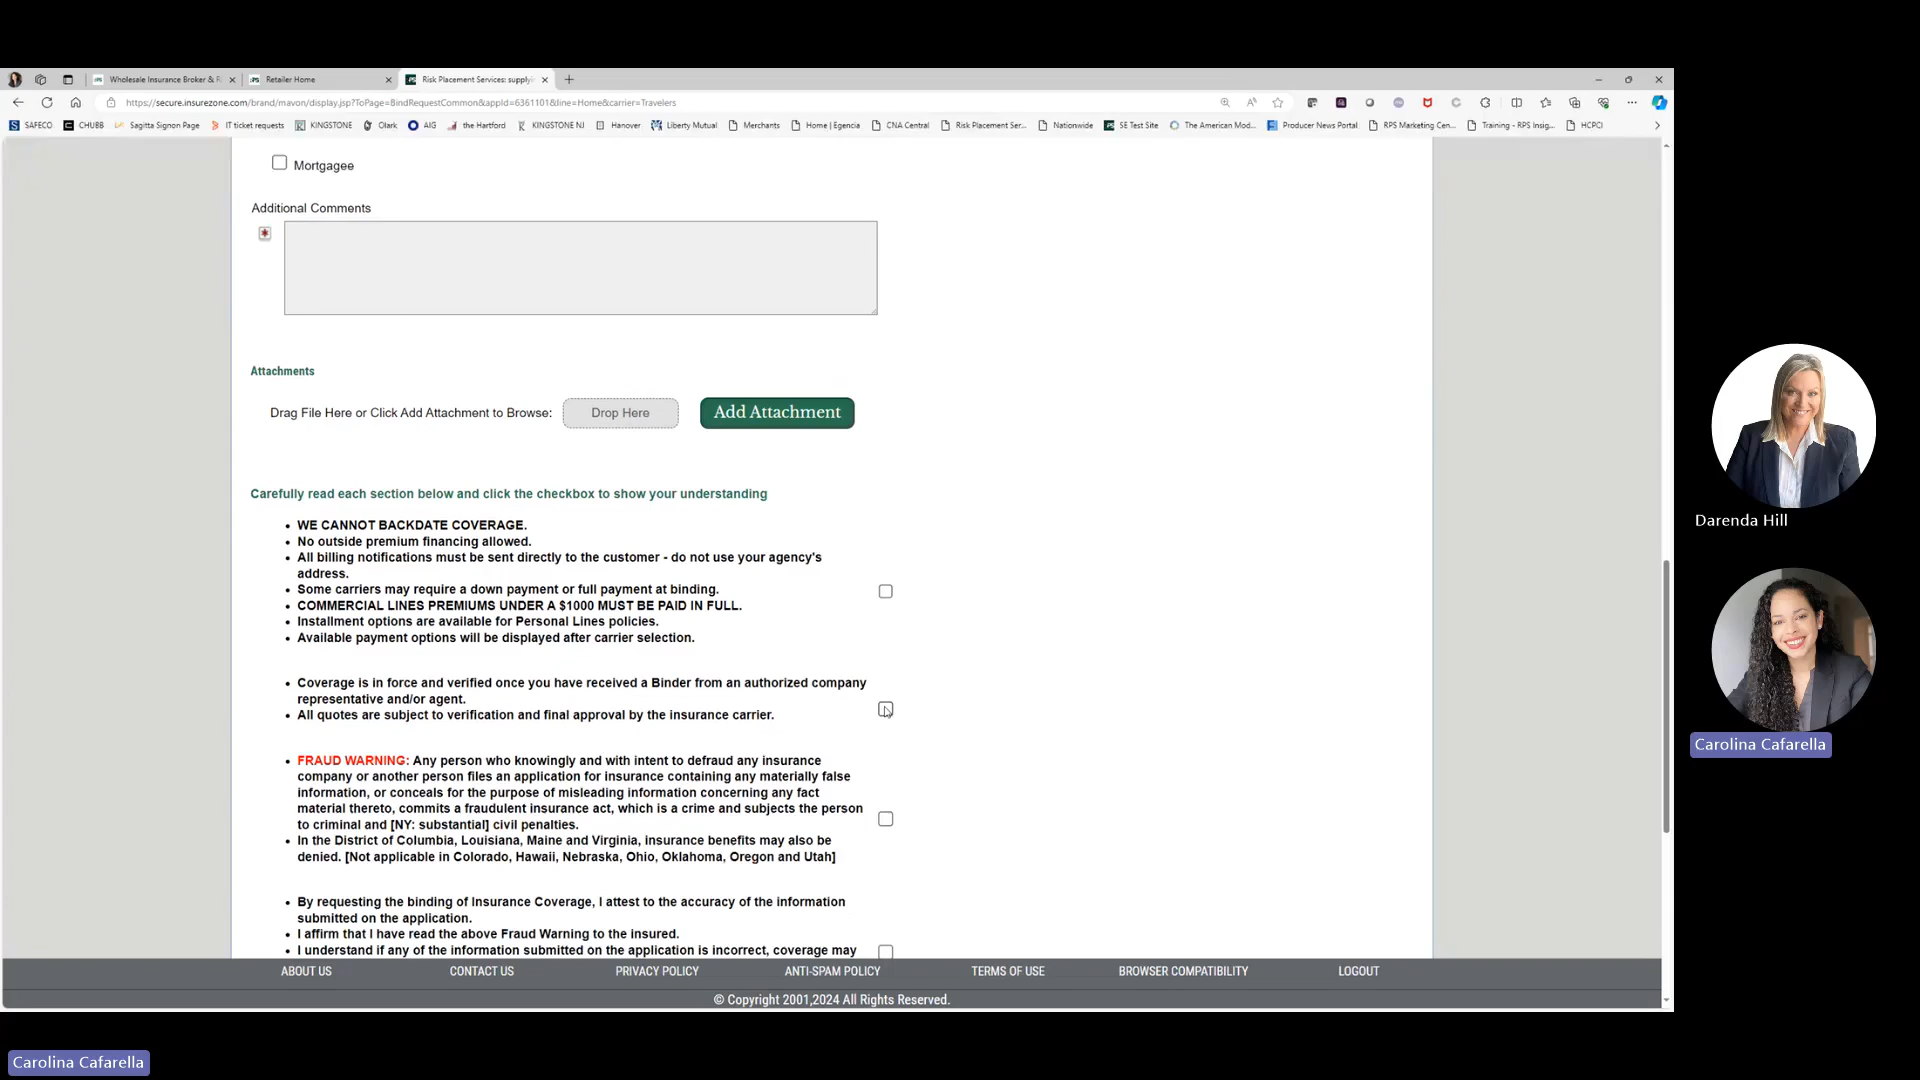 Wholesale Insurance Broker & R
Retailer Home
Risk Placement Services: supplyi
https://secure.insurezone.com/brand/mavon/display.jsp?ToPage=BindRequestCommon&appId=6361101&line=Home&carrier=Travelers
SAFECO CHUBB Sagitta Signon Page IT ticket requests KINGSTONE Olark AIG the Hartford KINGSTONE NJ Hanover Liberty Mutual Merchants Home | Egencia CNA Central Risk Placement Ser... Nationwide SE Test Site The American Mod... Producer News Portal RPS Marketing Cen... Training - RPS Insig... HCPCI
Mortgagee
Additional Comments
Attachments
Drag File Here or Click Add Attachment to Browse: Drop Here Add Attachment
Carefully read each section below and click the checkbox to show your understanding
• WE CANNOT BACKDATE COVERAGE.
• No outside premium financing allowed.
• All billing notifications must be sent directly to the customer - do not use your agency's
address.
• Some carriers may require a down payment or full payment at binding.
• COMMERCIAL LINES PREMIUMS UNDER A $1000 MUST BE PAID IN FULL.
• Installment options are available for Personal Lines policies.
• Available payment options will be displayed after carrier selection.
• Coverage is in force and verified once you have received a Binder from an authorized company
representative and/or agent.
• All quotes are subject to verification and final approval by the insurance carrier.
• FRAUD WARNING: Any person who knowingly and with intent to defraud any insurance
company or another person files an application for insurance containing any materially false
information, or conceals for the purpose of misleading information concerning any fact
material thereto, commits a fraudulent insurance act, which is a crime and subjects the person
to criminal and [NY: substantial] civil penalties.
• In the District of Columbia, Louisiana, Maine and Virginia, insurance benefits may also be
denied. [Not applicable in Colorado, Hawaii, Nebraska, Ohio, Oklahoma, Oregon and Utah]
• By requesting the binding of Insurance Coverage, I attest to the accuracy of the information
submitted on the application.
• I affirm that I have read the above Fraud Warning to the insured.
• I understand if any of the information submitted on the application is incorrect, coverage may
ABOUT US CONTACT US PRIVACY POLICY ANTI-SPAM POLICY TERMS OF USE BROWSER COMPATIBILITY LOGOUT
© Copyright 2001,2024 All Rights Reserved.
Darenda Hill
Carolina Cafarella
Carolina Cafarella